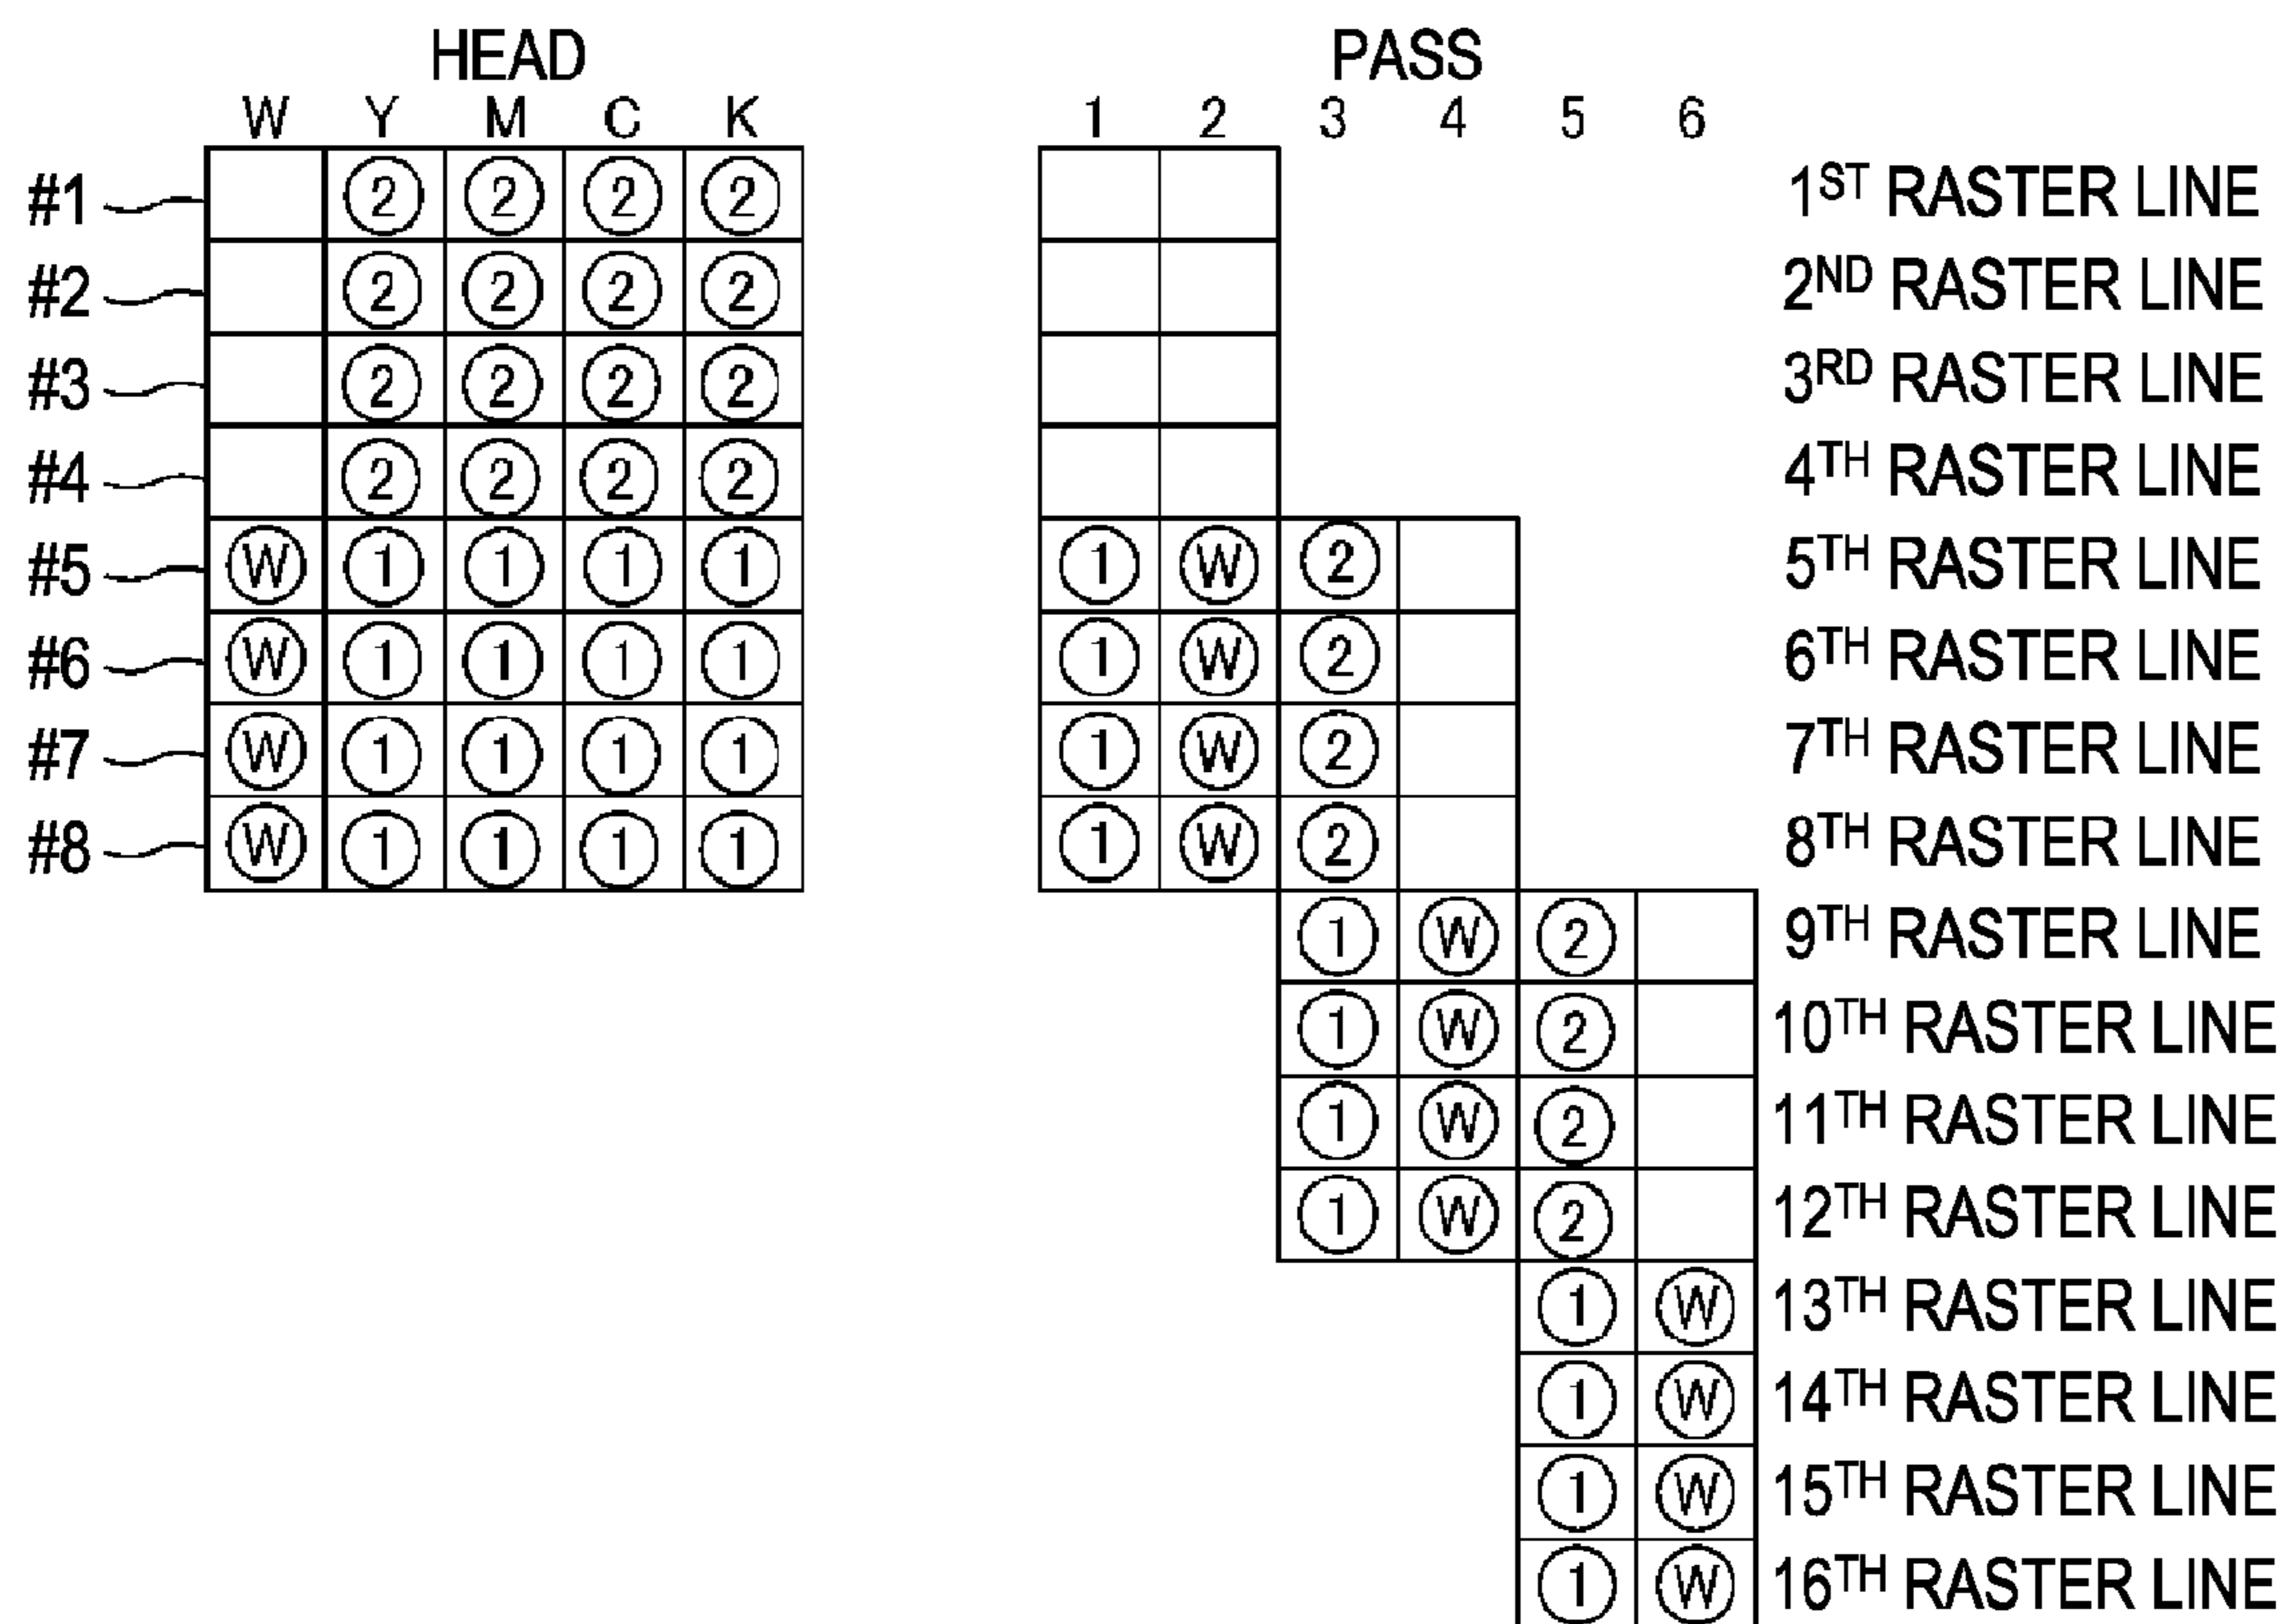 HEAD PASS
W Y M C K 1 2 3 4 5 6
#1 2 2 2 2 1ST RASTER LINE
#2 2 2 2 2 2ND RASTER LINE
#3 2 2 2 2 3RD RASTER LINE
#4 2 2 2 2 4TH RASTER LINE
#5 W 1 1 1 1 1 W 2 5TH RASTER LINE
#6 W 1 1 1 1 1 W 2 6TH RASTER LINE
#7 W 1 1 1 1 1 W 2 7TH RASTER LINE
#8 W 1 1 1 1 1 W 2 8TH RASTER LINE
1 W 2 9TH RASTER LINE
1 W 2 10TH RASTER LINE
1 W 2 11TH RASTER LINE
1 W 2 12TH RASTER LINE
1 W 13TH RASTER LINE
1 W 14TH RASTER LINE
1 W 15TH RASTER LINE
1 W 16TH RASTER LINE